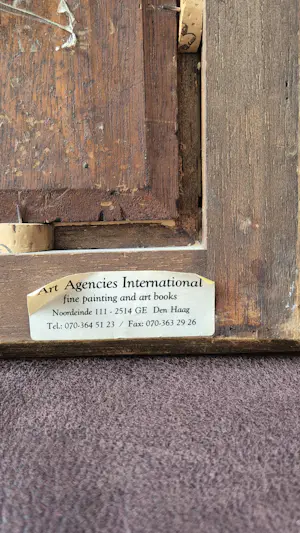 Art Agencies International
fine painting and art books
Noordeinde 111 - 2514 GE Den Haag
Tel.: 070-364 51 23 / Fax: 070-363 29 26